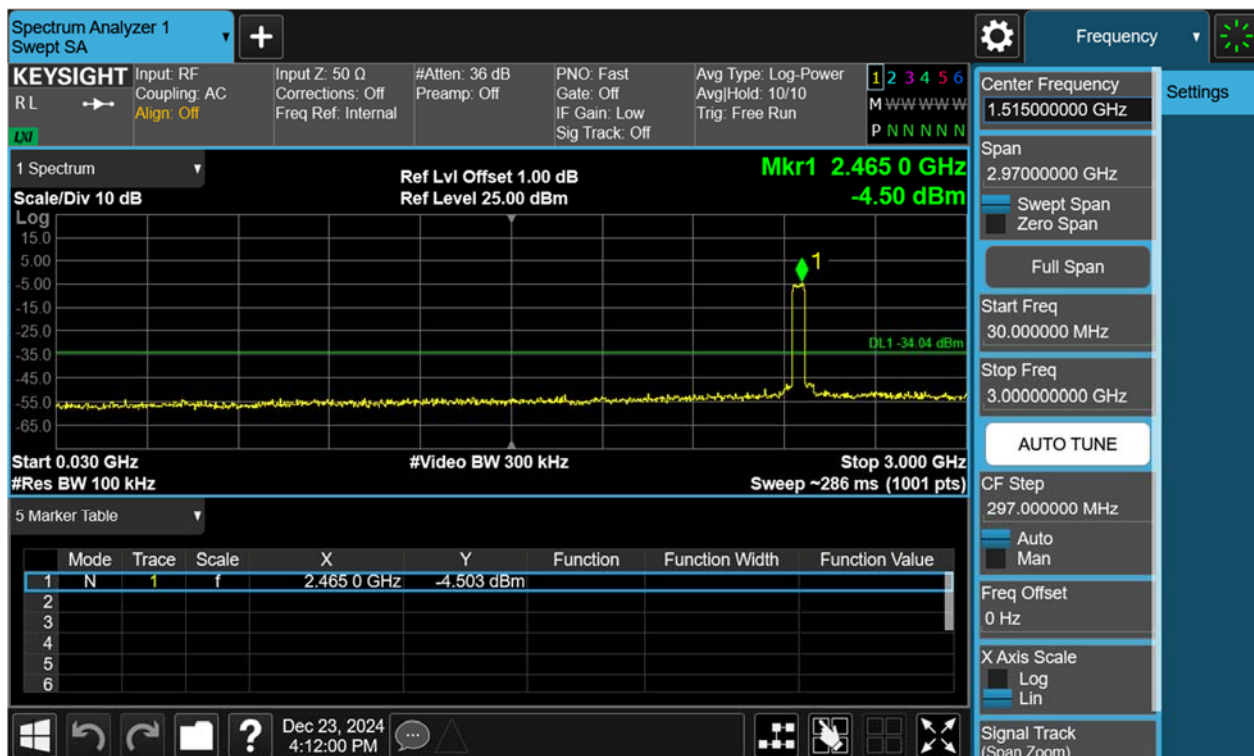 Spectrum Analyzer 1
Swept SA
+
Frequency
KEYSIGHT
R L
LXI
Input: RF
Coupling: AC
Align: Off
Input Z: 50 Ω
Corrections: Off
Freq Ref: Internal
#Atten: 36 dB
Preamp: Off
PNO: Fast
Gate: Off
IF Gain: Low
Sig Track: Off
Avg Type: Log-Power
Avg|Hold: 10/10
Trig: Free Run
1 2 3 4 5 6
M W W W W W
P N N N N N
1 Spectrum
Scale/Div 10 dB
Ref Lvl Offset 1.00 dB
Ref Level 25.00 dBm
Mkr1 2.465 0 GHz
-4.50 dBm
Log
15.0
5.00
-5.00
-15.0
-25.0
-35.0
-45.0
-55.0
-65.0
1
DL1 -34.04 dBm
Start 0.030 GHz
#Res BW 100 kHz
#Video BW 300 kHz
Stop 3.000 GHz
Sweep ~286 ms (1001 pts)
5 Marker Table
Mode Trace Scale X Y Function Function Width Function Value
1 N 1 f 2.465 0 GHz -4.503 dBm
2
3
4
5
6
Dec 23, 2024
4:12:00 PM
Center Frequency
1.515000000 GHz
Span
2.97000000 GHz
Swept Span
Zero Span
Full Span
Start Freq
30.000000 MHz
Stop Freq
3.000000000 GHz
AUTO TUNE
CF Step
297.000000 MHz
Auto
Man
Freq Offset
0 Hz
X Axis Scale
Log
Lin
Signal Track
(Span Zoom)
Settings